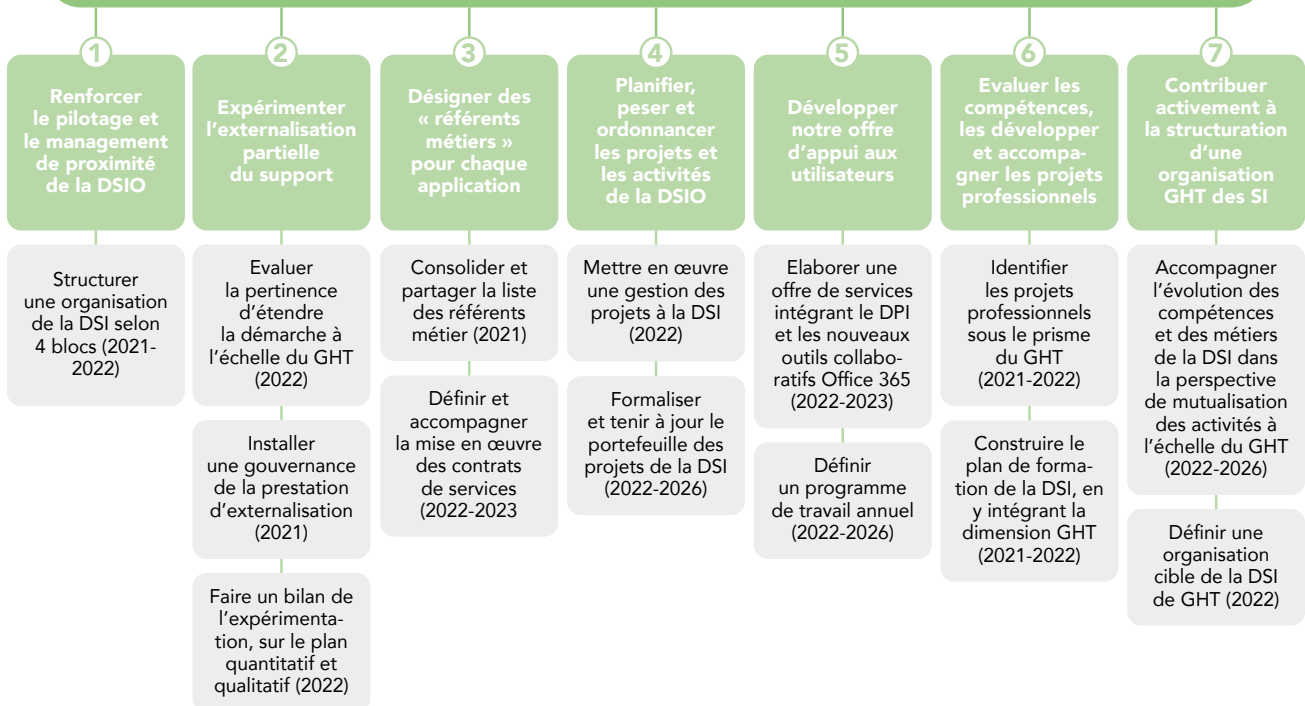 1
Renforcer
le pilotage et
le management
de proximité
de la DSIO
Structurer
une organisation
de la DSI selon
4 blocs (2021-
2022)
2
Expérimenter
l'externalisation
partielle
du support
Evaluer
la pertinence
d'étendre
la démarche à
l'échelle du GHT
(2022)
Installer
une gouvernance
de la prestation
d'externalisation
(2021)
Faire un bilan de
l'expérimenta-
tion, sur le plan
quantitatif et
qualitatif (2022)
3
Désigner des
« référents
métiers »
pour chaque
application
Consolider et
partager la liste
des référents
métier (2021)
Définir et
accompagner
la mise en œuvre
des contrats
de services
(2022-2023
4
Planifier,
peser et
ordonnancer
les projets et
les activités
de la DSIO
Mettre en œuvre
une gestion des
projets à la DSI
(2022)
Formaliser
et tenir à jour le
portefeuille des
projets de la DSI
(2022-2026)
5
Développer
notre offre
d'appui aux
utilisateurs
Elaborer une
offre de services
intégrant le DPI
et les nouveaux
outils collabo-
ratifs Office 365
(2022-2023)
Définir
un programme
de travail annuel
(2022-2026)
6
Evaluer les
compétences,
les développer
et accompa-
gner les projets
professionnels
Identifier
les projets
professionnels
sous le prisme
du GHT
(2021-2022)
Construire le
plan de forma-
tion de la DSI, en
y intégrant la
dimension GHT
(2021-2022)
7
Contribuer
activement à
la structuration
d'une
organisation
GHT des SI
Accompagner
l'évolution des
compétences
et des métiers
de la DSI dans
la perspective
de mutualisation
des activités à
l'échelle du GHT
(2022-2026)
Définir une
organisation
cible de la DSI
de GHT (2022)